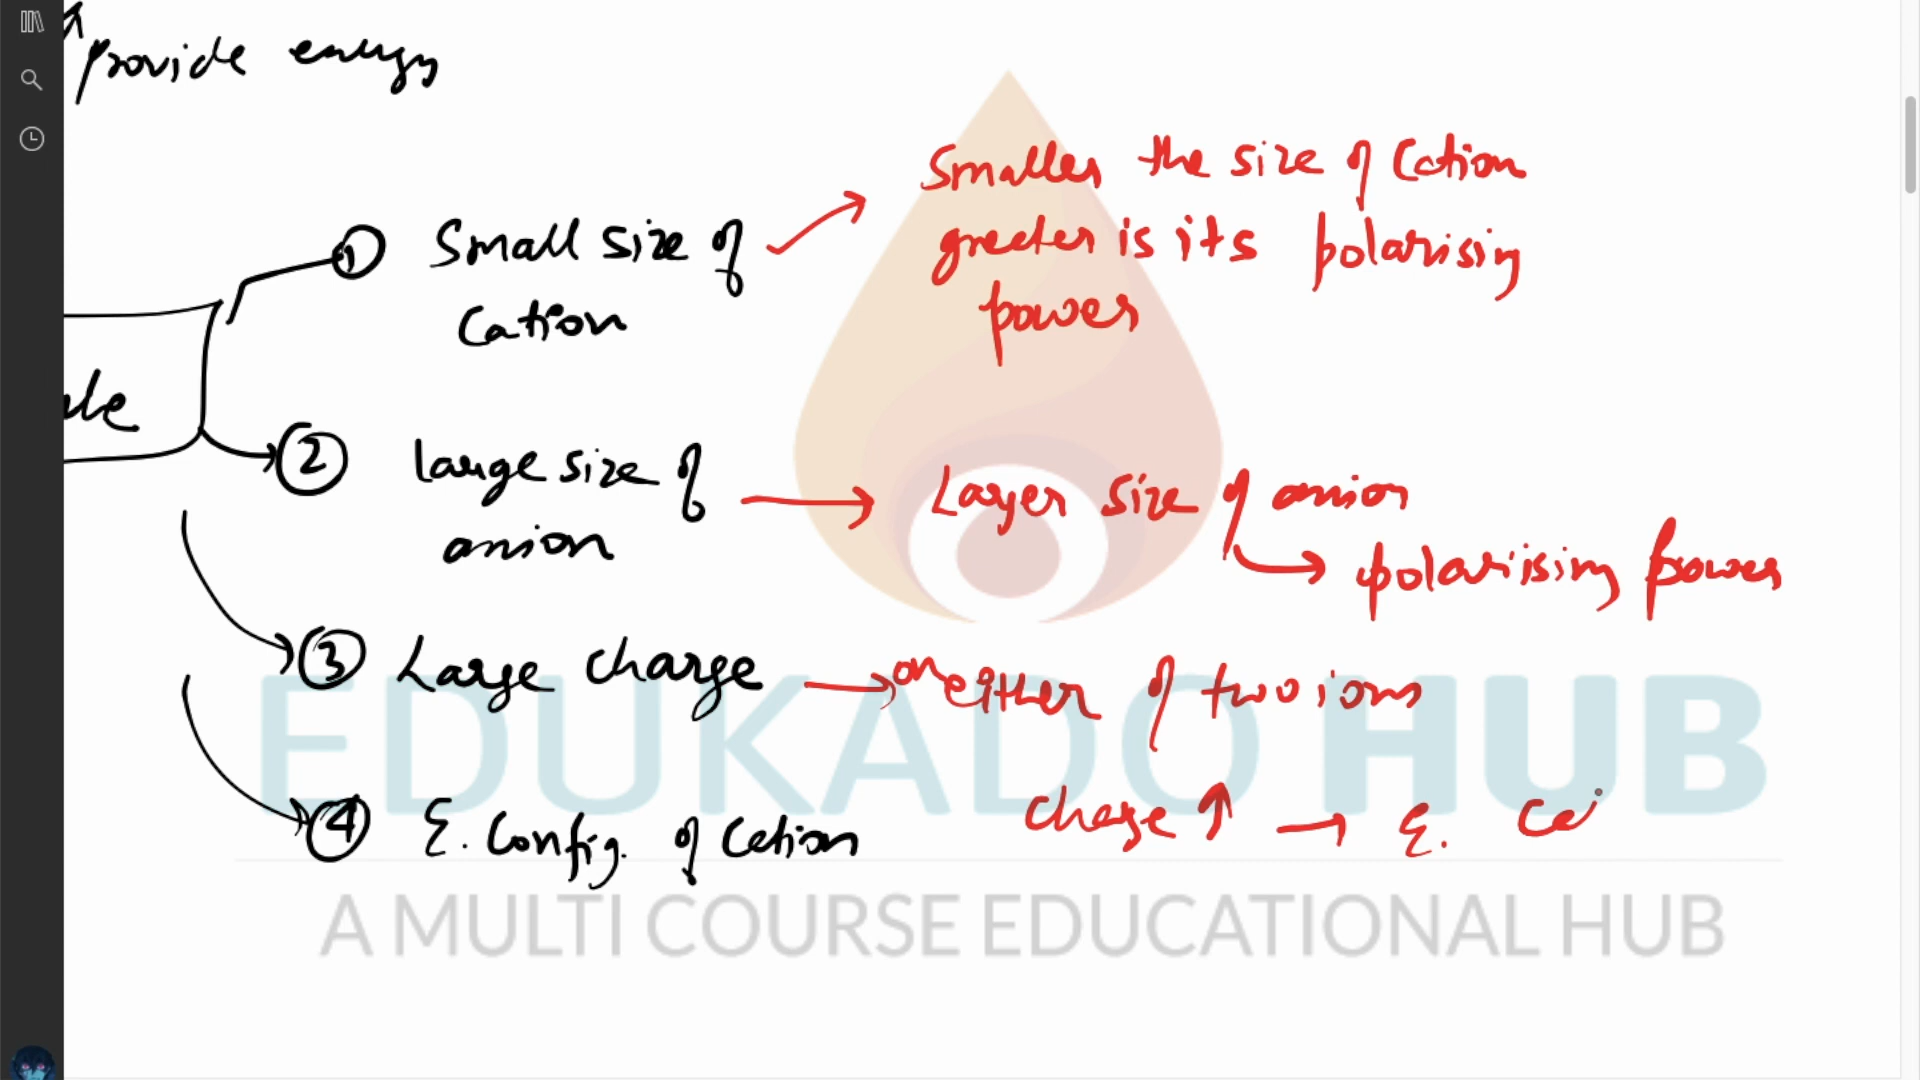 provide energy
① Small size of
Cation
Smaller the size of Cation
greater is its polarising
power
② large size of
anion
Larger size of anion
polariising power
③ Large charge
on either of two ions
④ E. Config. of Cation
Charge ↑ → E.
EDUKADO HUB
A MULTI COURSE EDUCATIONAL HUB